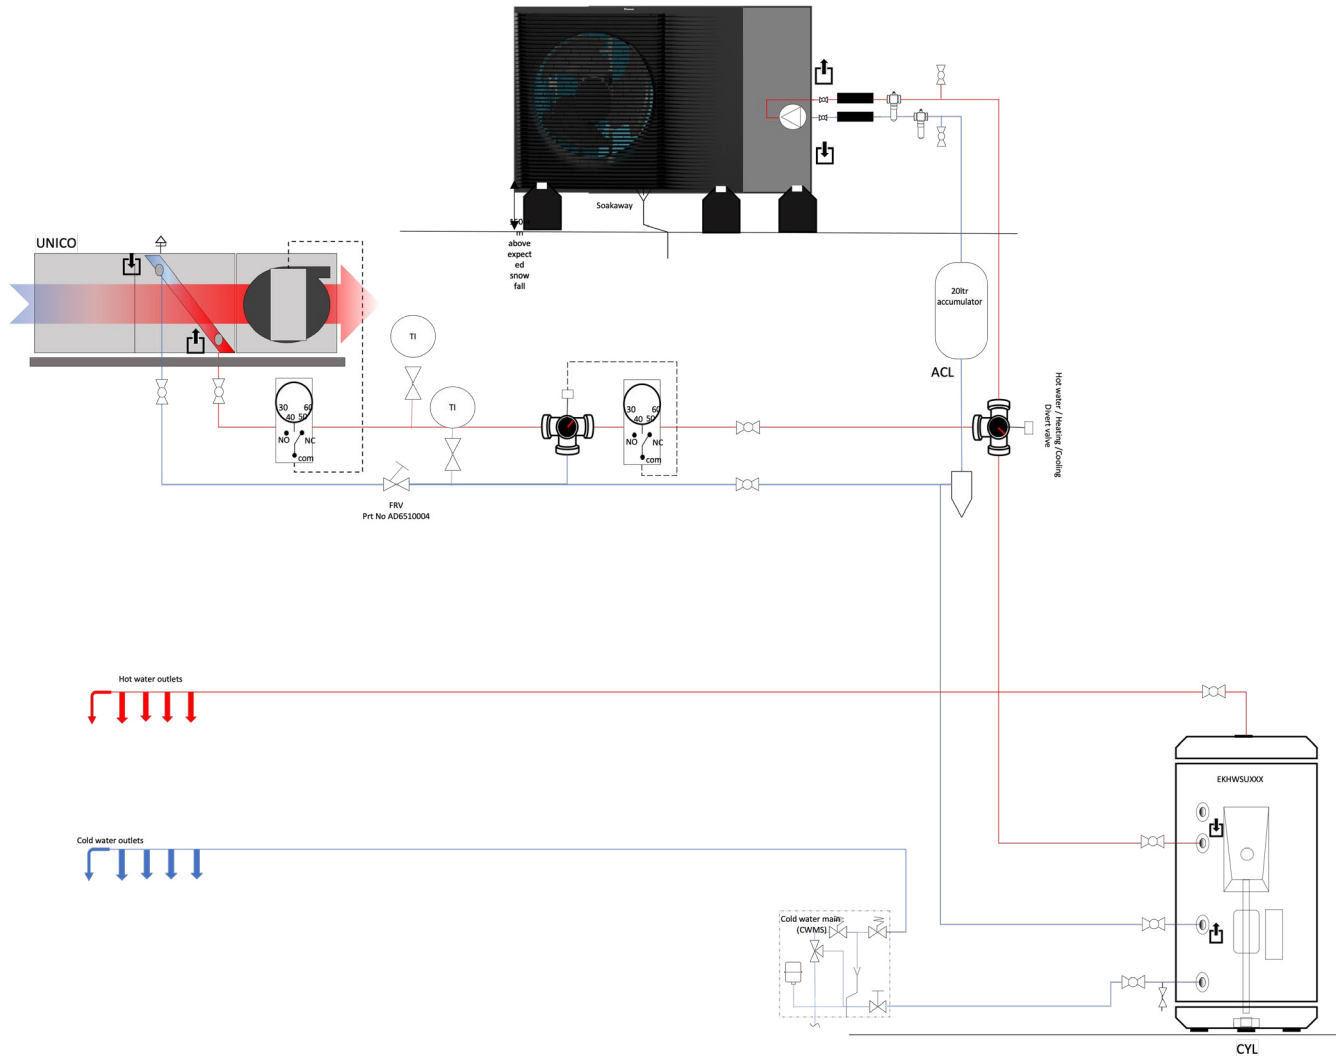 Soakaway
m
above
expect
ed
snow
fall
UNICO
20ltr
accumulator
ACL
TI
TI
30 60
40 50
NO NC
com
30 60
40 50
NO NC
com
Hot water / Heating /Cooling
Divert valve
FRV
Prt No AD6510004
Hot water outlets
EKHWSUXXX
Cold water outlets
Cold water main
(CWMS)
CYL